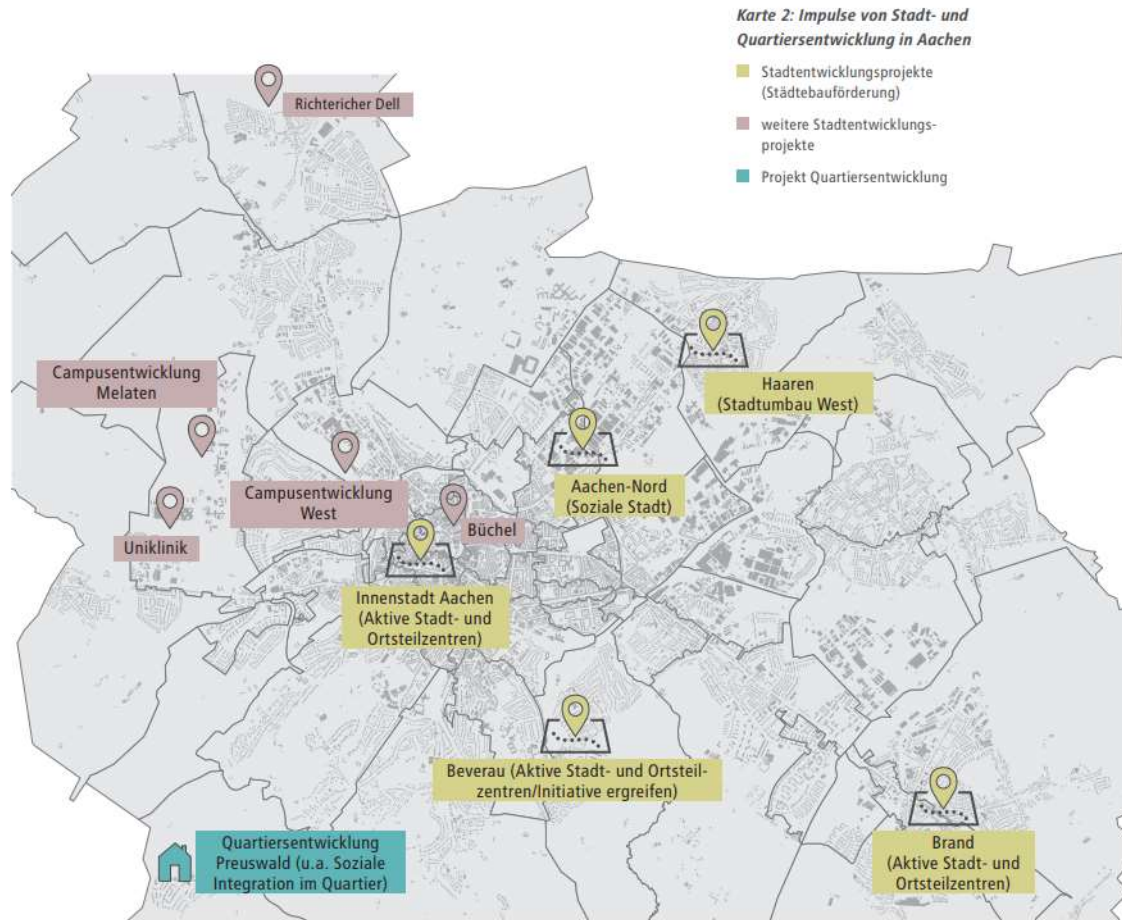 Karte 2: Impulse von Stadt- und
Quartiersentwicklung in Aachen
Stadtentwicklungsprojekte
(Städtebauförderung)
weitere Stadtentwicklungs-
projekte
Projekt Quartiersentwicklung
Richtericher Dell
Campusentwicklung
Melaten
Haaren
(Stadtumbau West)
Campusentwicklung
West
Aachen-Nord
(Soziale Stadt)
Büchel
Uniklinik
Innenstadt Aachen
(Aktive Stadt- und
Ortsteilzentren)
Beverau (Aktive Stadt- und Ortsteil-
zentren/Initiative ergreifen)
Quartiersentwicklung
Preuswald (u.a. Soziale
Integration im Quartier)
Brand
(Aktive Stadt- und
Ortsteilzentren)